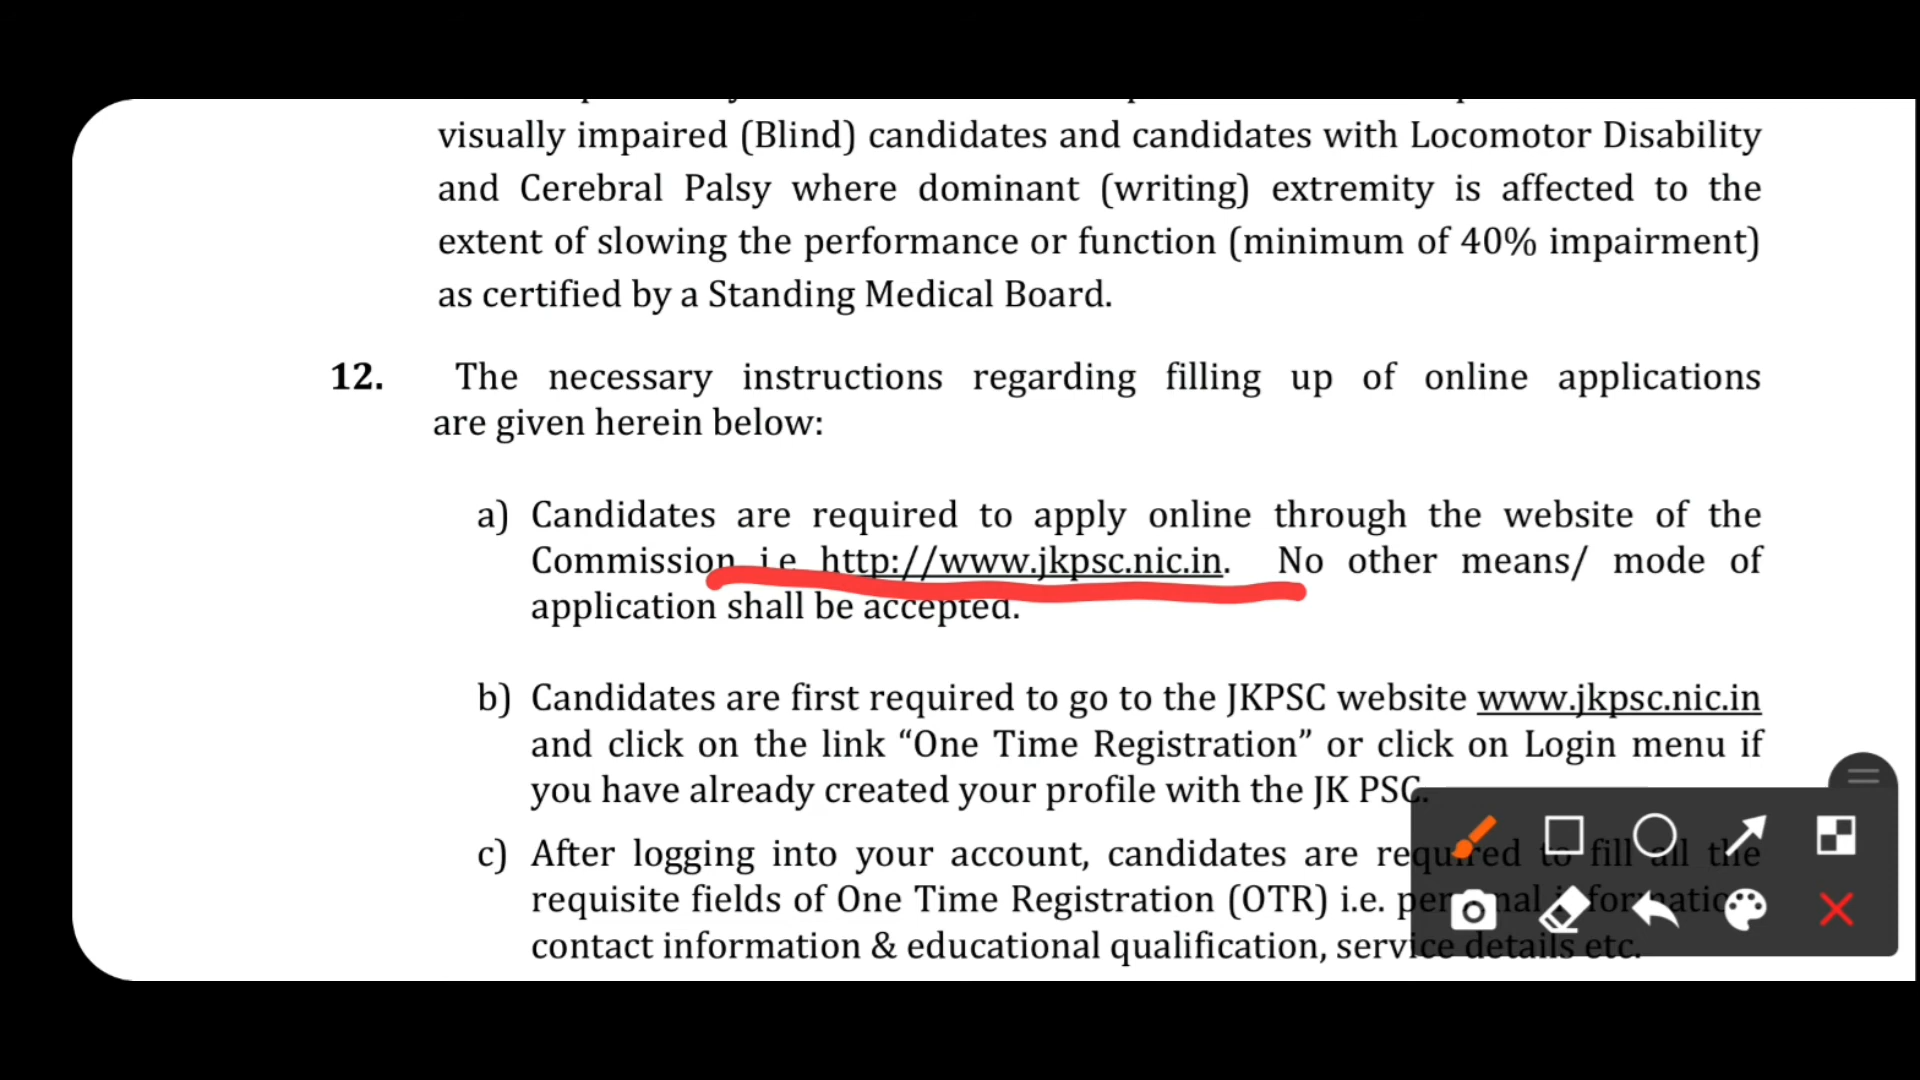 visually impaired (Blind) candidates and candidates with Locomotor Disability
and Cerebral Palsy where dominant (writing) extremity is affected to the
extent of slowing the performance or function (minimum of 40% impairment)
as certified by a Standing Medical Board.
12. The necessary instructions regarding filling up of online applications
are given herein below:
a) Candidates are required to apply online through the website of the
Commission i.e http://www.jkpsc.nic.in. No other means/ mode of
application shall be accepted.
b) Candidates are first required to go to the JKPSC website www.jkpsc.nic.in
and click on the link “One Time Registration” or click on Login menu if
you have already created your profile with the JK PSC.
c) After logging into your account, candidates are required to fill all the
requisite fields of One Time Registration (OTR) i.e. personal information
contact information & educational qualification, service details etc.